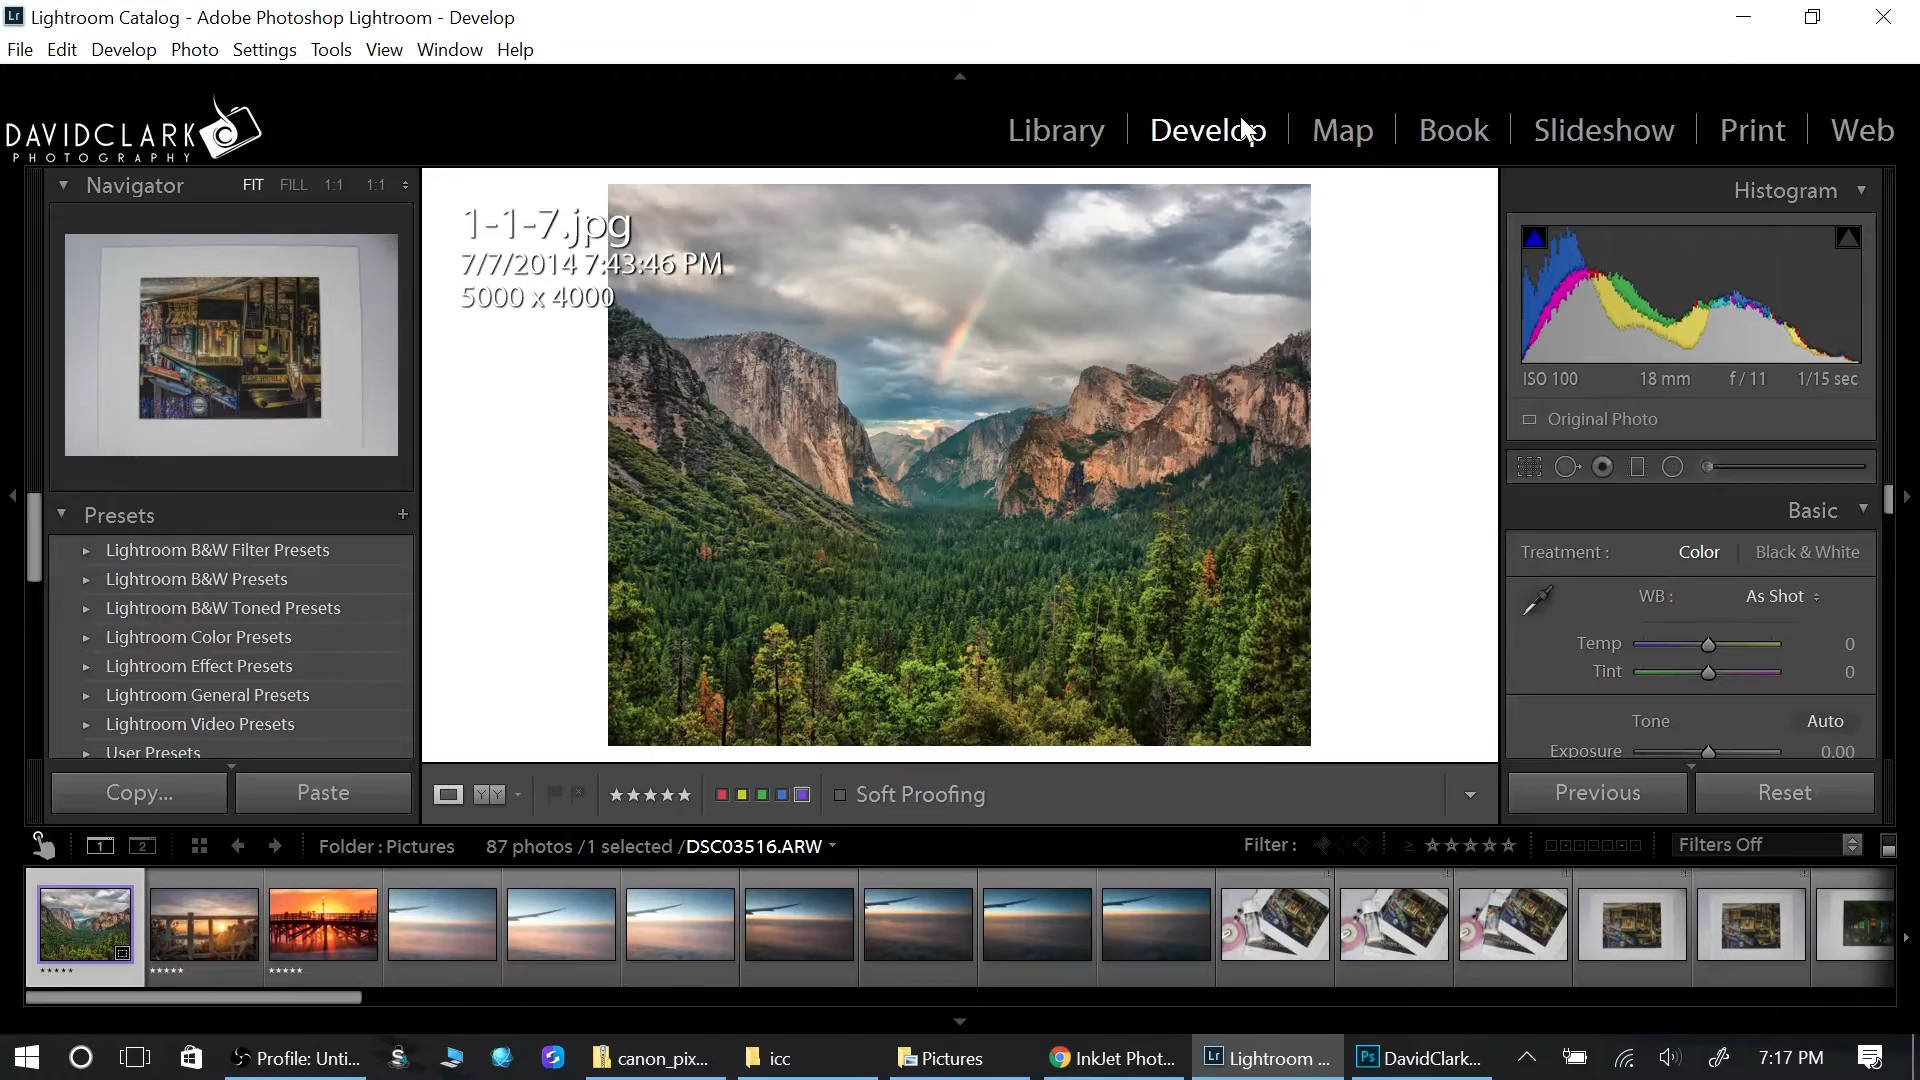 Lightroom Catalog - Adobe Photoshop Lightroom - Develop
File Edit Develop Photo Settings Tools View Window Help
DAVIDCLARK
PHOTOGRAPHY
Library Develop Map Book Slideshow Print Web
Navigator FIT FILL 1:1 1:1
Histogram
1-1-7.jpg
7/7/2014 7:43:46 PM
5000 x 4000
ISO 100 18 mm f / 11 1/15 sec
Original Photo
Presets +
Basic
Lightroom B&W Filter Presets
Lightroom B&W Presets
Lightroom B&W Toned Presets
Lightroom Color Presets
Lightroom Effect Presets
Lightroom General Presets
Lightroom Video Presets
User Presets
Treatment : Color Black & White
WB : As Shot
Temp 0
Tint 0
Tone Auto
Exposure 0.00
Copy... Paste
YY Soft Proofing
Previous Reset
1 2 Folder : Pictures 87 photos /1 selected /DSC03516.ARW
Filter : Filters Off
Profile: Unti... canon_pix... icc Pictures InkJet Phot... Lr Lightroom ... Ps DavidClark... 7:17 PM